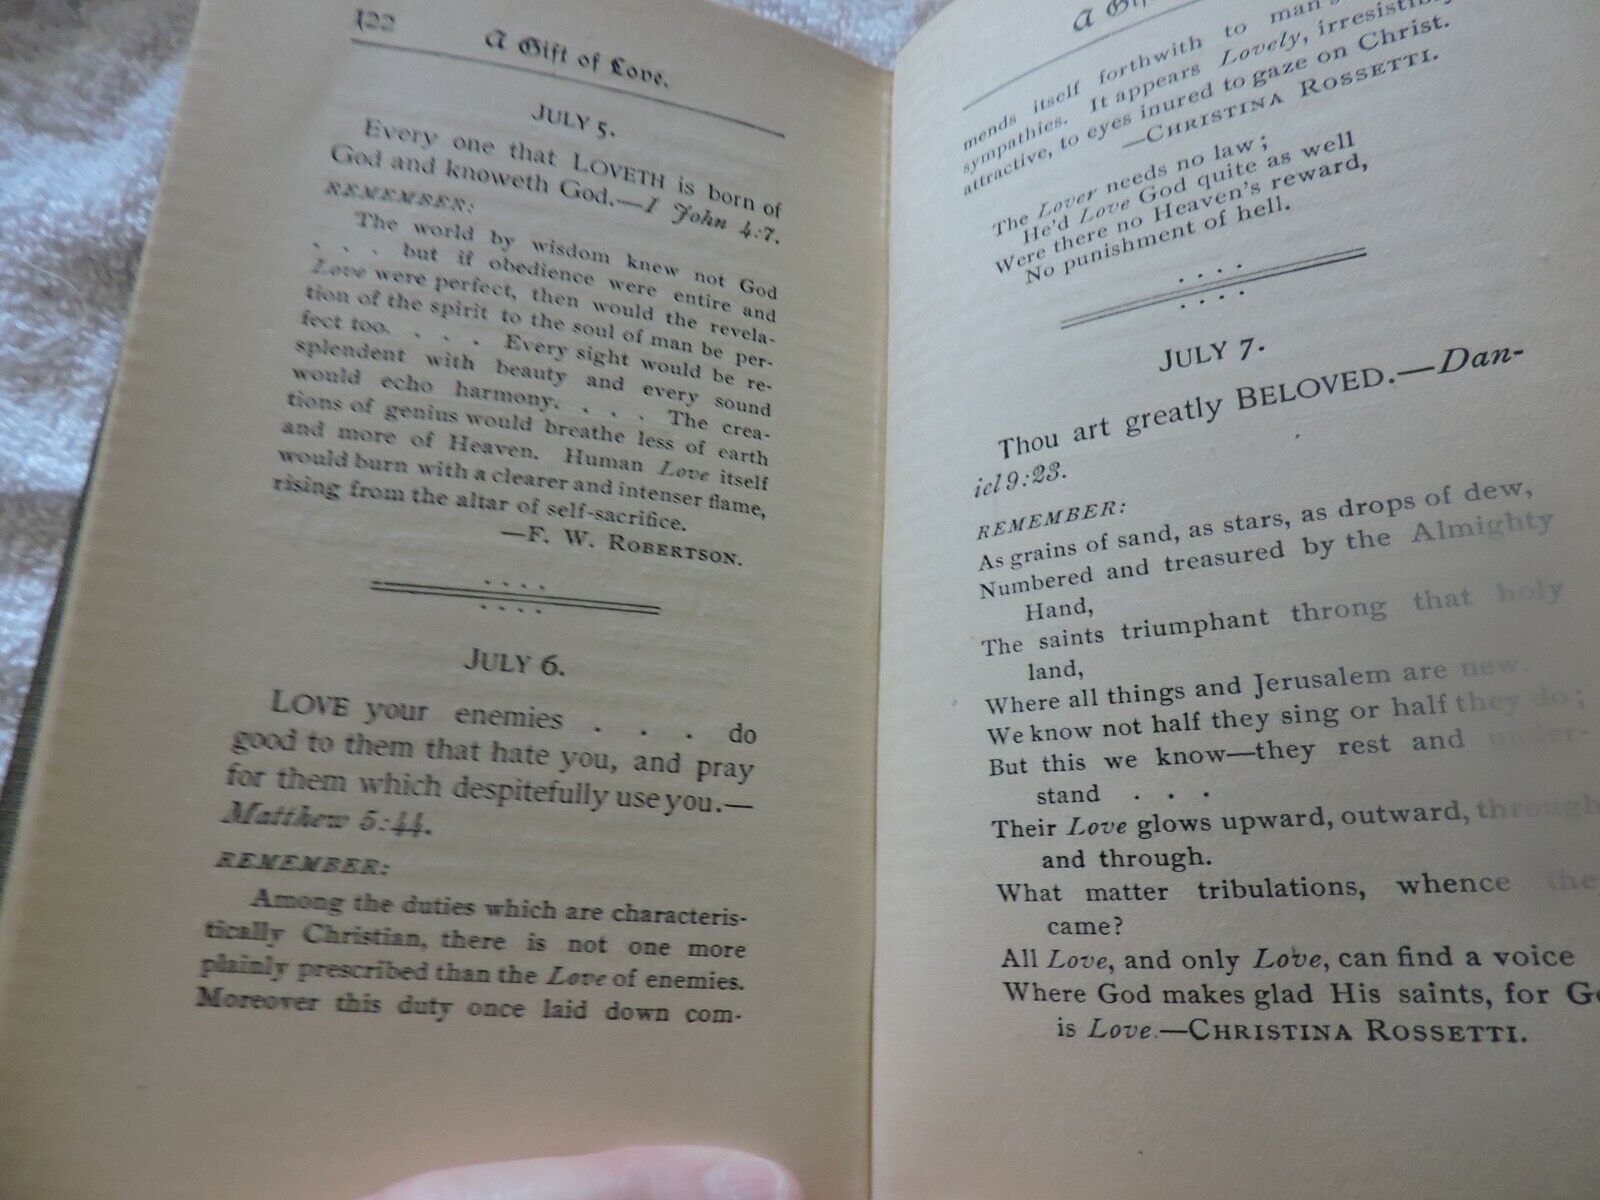 122
A Gift of Love.
JULY 5.
Every one that LOVETH is born of
God and knoweth God.—I John 4:7.
REMEMBER:
The world by wisdom knew not God
. . . but if obedience were entire and
Love were perfect, then would the revela-
tion of the spirit to the soul of man be per-
fect too. . . . Every sight would be re-
splendent with beauty and every sound
would echo harmony. . . . The crea-
tions of genius would breathe less of earth
and more of Heaven. Human Love itself
would burn with a clearer and intenser flame,
rising from the altar of self-sacrifice.
—F. W. ROBERTSON.
JULY 6.
LOVE your enemies . . . do
good to them that hate you, and pray
for them which despitefully use you.—
Matthew 5:44.
REMEMBER:
Among the duties which are characteris-
tically Christian, there is not one more
plainly prescribed than the Love of enemies.
Moreover this duty once laid down com-
A
mends itself forthwith to man's
sympathies. It appears Lovely, irresistibly
attractive, to eyes inured to gaze on Christ.
—CHRISTINA ROSSETTI.
The Lover needs no law;
He'd Love God quite as well
Were there no Heaven's reward,
No punishment of hell.
JULY 7.
Thou art greatly BELOVED.—Dan-
iel 9:23.
REMEMBER:
As grains of sand, as stars, as drops of dew,
Numbered and treasured by the Almighty
Hand,
The saints triumphant throng that holy
land,
Where all things and Jerusalem are new.
We know not half they sing or half they do;
But this we know—they rest and under-
stand . . .
Their Love glows upward, outward, through
and through.
What matter tribulations, whence they
came?
All Love, and only Love, can find a voice
Where God makes glad His saints, for
is Love.—CHRISTINA ROSSETTI.